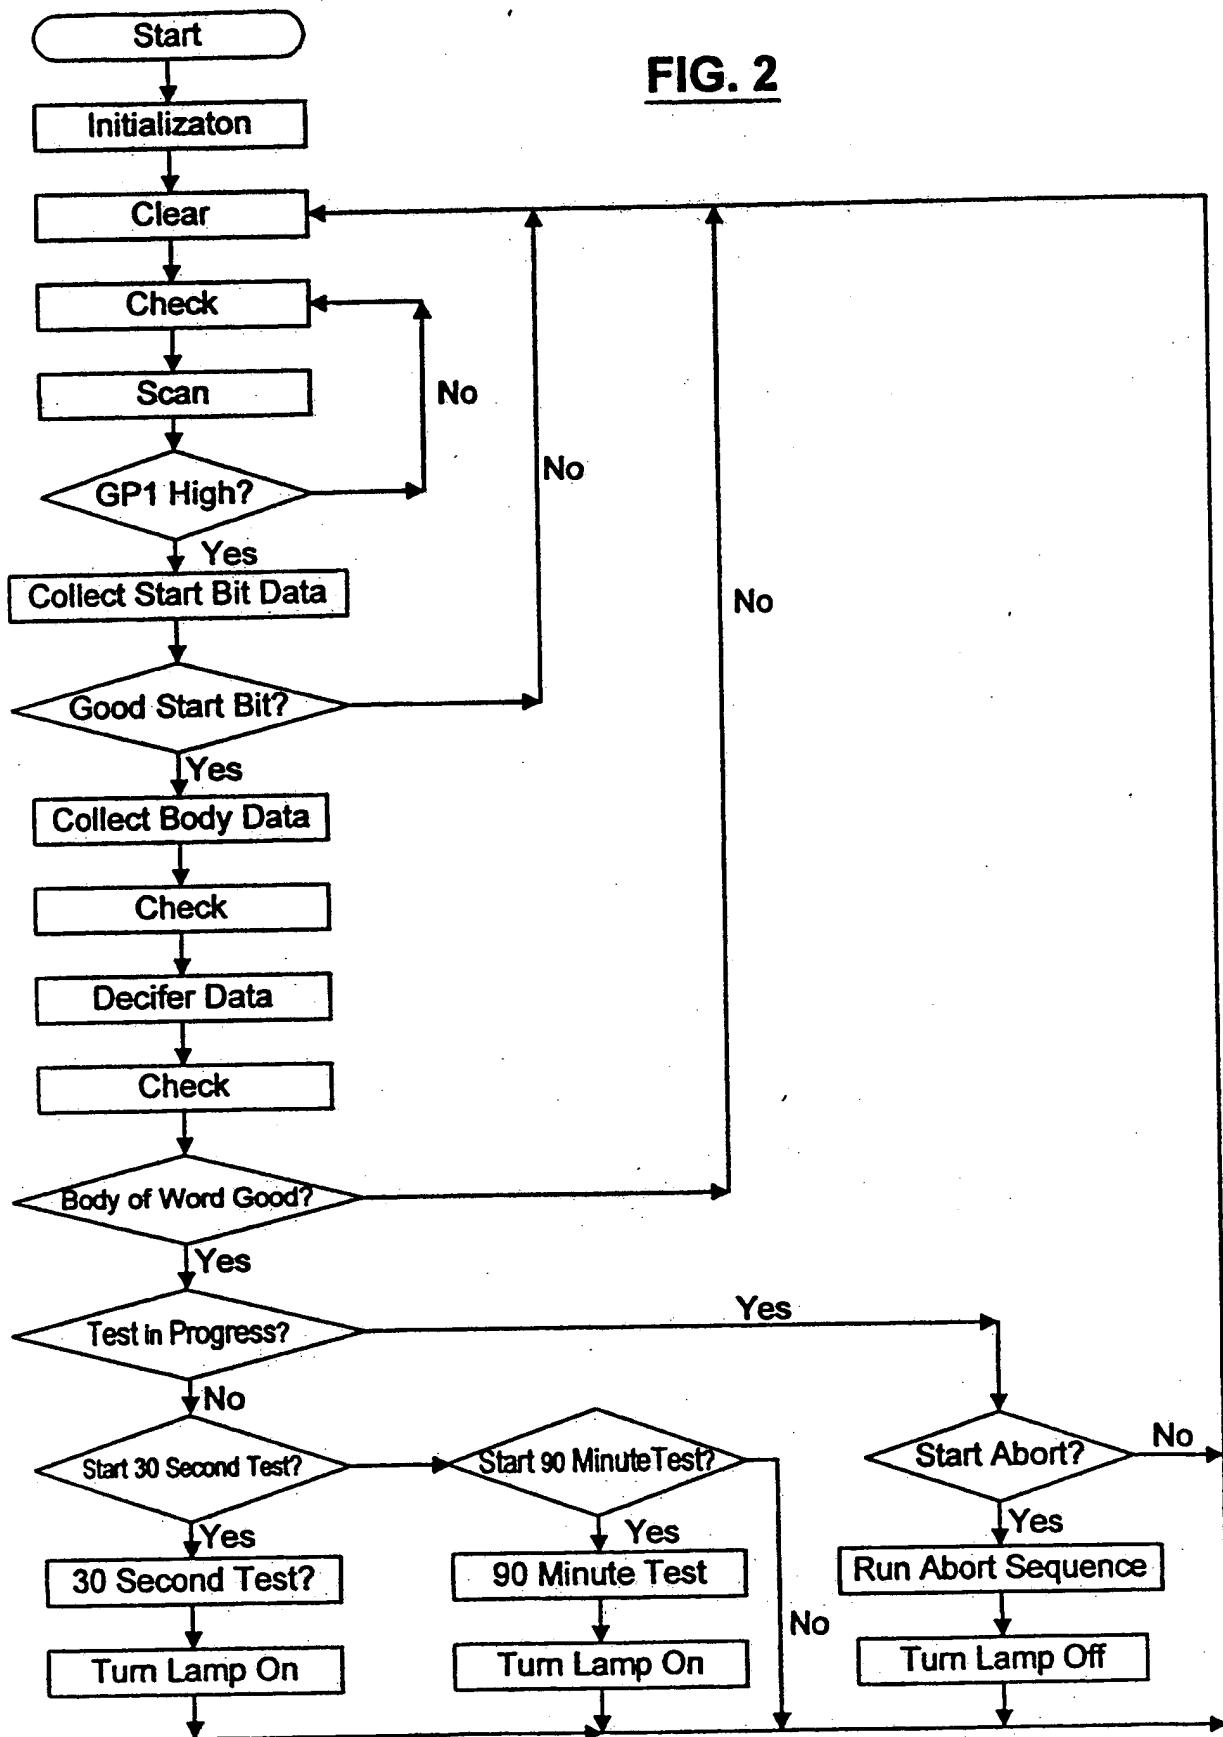 Start
FIG. 2
Initializaton
Clear
Check
Scan
No
GP1 High?
No
Yes
Collect Start Bit Data
No
Good Start Bit?
Yes
Collect Body Data
Check
Decifer Data
Check
Body of Word Good?
Yes
Test in Progress?
Yes
No
Start 30 Second Test?
Start 90 Minute Test?
Start Abort?
No
Yes
Yes
Yes
30 Second Test?
90 Minute Test
Run Abort Sequence
No
Turn Lamp On
Turn Lamp On
Turn Lamp Off